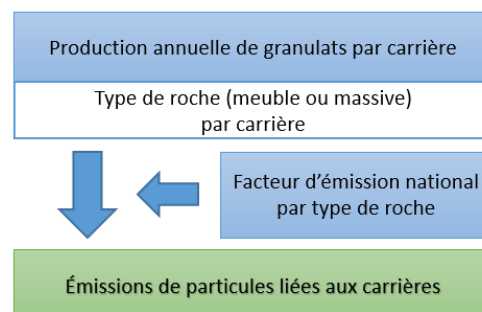 Production annuelle de granulats par carrière
Type de roche (meuble ou massive)
par carrière
Facteur d'émission national
par type de roche
Émissions de particules liées aux carrières